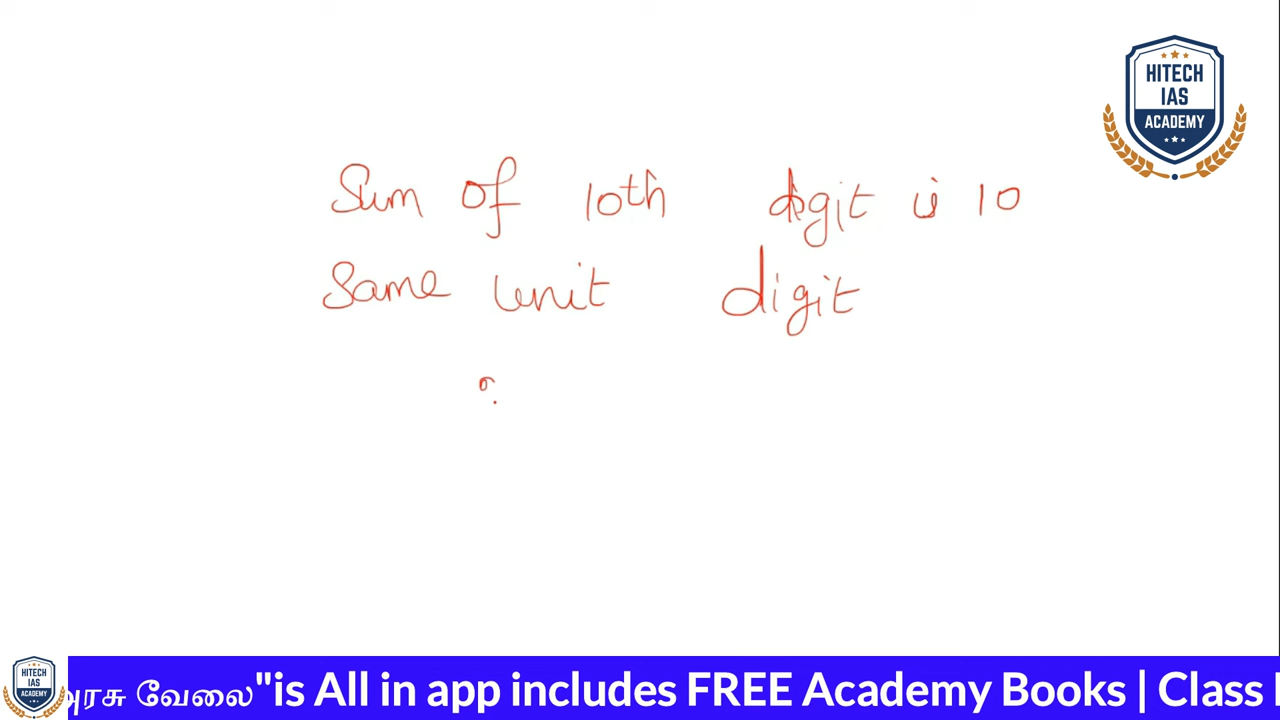 HITECH
IAS
ACADEMY
Sum of 10th digit is 10
Same unit digit
HITECH
IAS
ACADEMY
அரசு வேலை"is All in app includes FREE Academy Books | Class